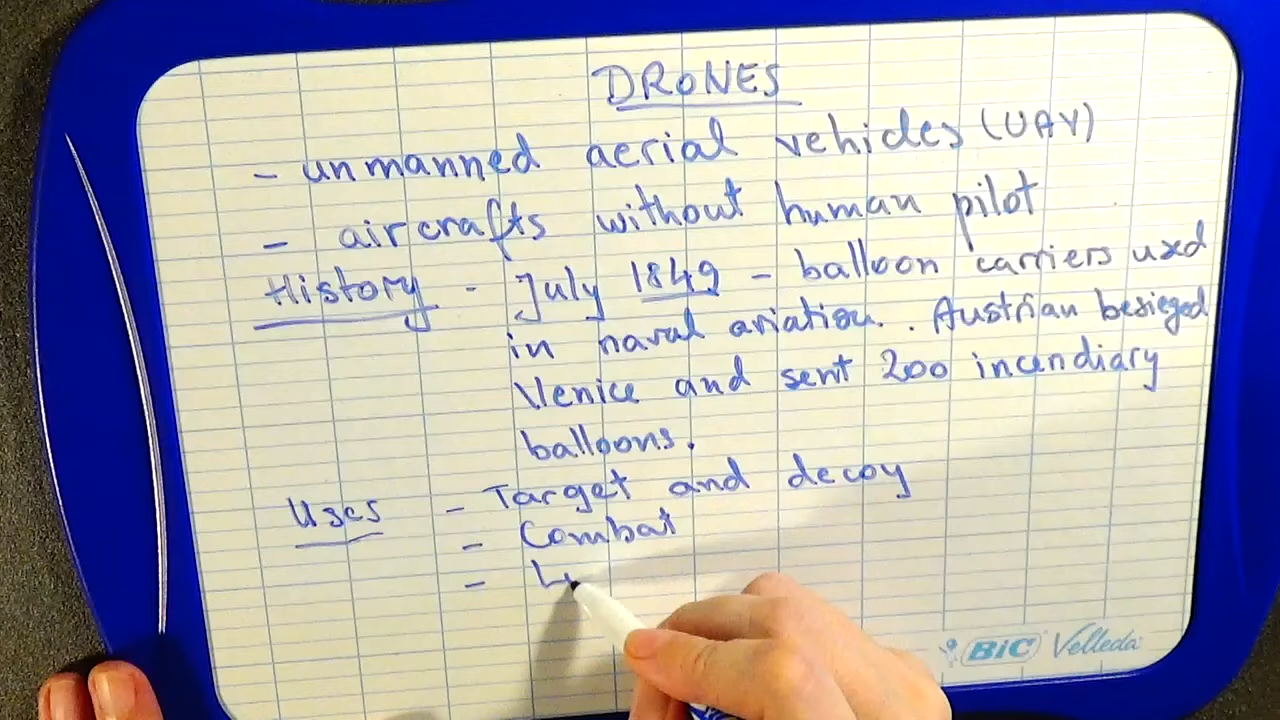 DRONES
- unmanned aerial vehicles (UAV)
- aircrafts without human pilot
History - July 1849 - balloon carriers used
in naval aviation. . Austrian besieged
Venice and sent 200 incendiary
balloons.
Uses - Target and decoy
- Combat
-
BiC Velleda